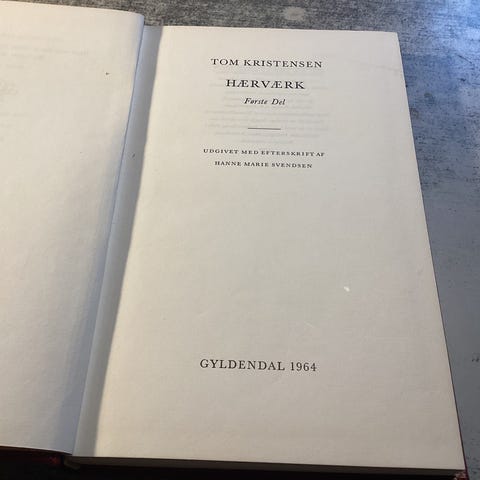 TOM KRISTENSEN
HÆRVÆRK
Første Del
UDGIVET MED EFTERSKRIFT AF
HANNE MARIE SVENDSEN
GYLDENDAL 1964